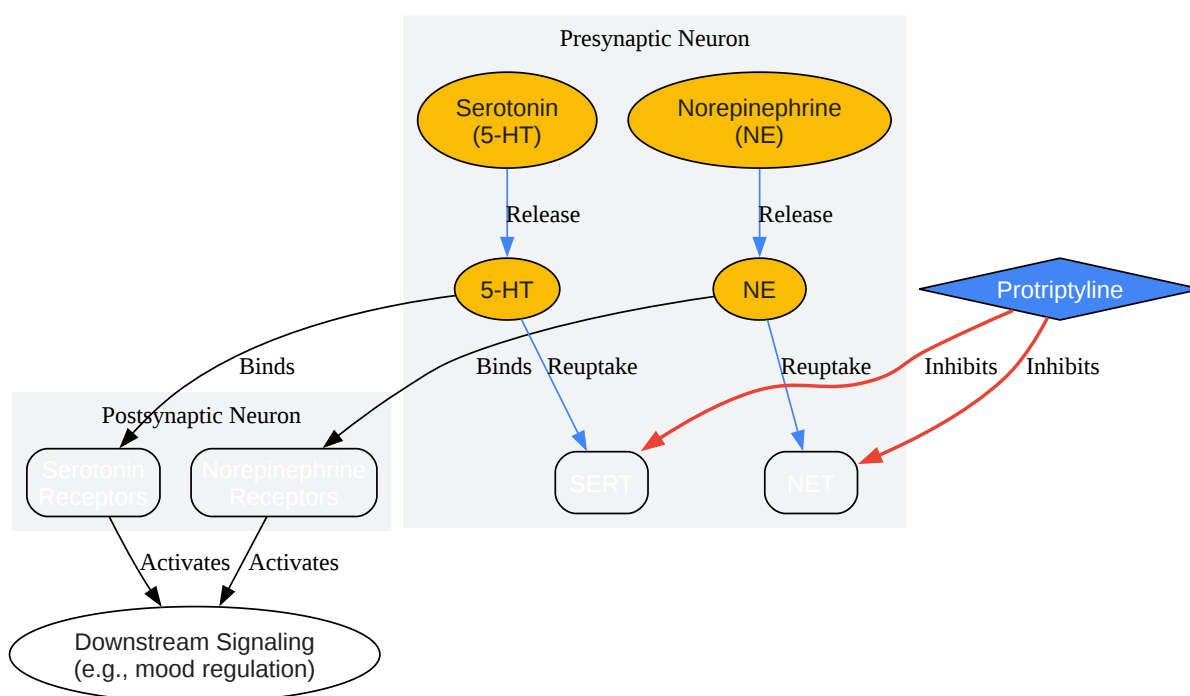 Presynaptic Neuron
Serotonin
(5-HT)
Norepinephrine
(NE)
Release
Release
5-HT
NE
Protriptyline
Binds
Binds
Reuptake
Reuptake
Inhibits
Inhibits
Postsynaptic Neuron
Serotonin
Receptors
Norepinephrine
Receptors
SERT
NET
Activates
Activates
Downstream Signaling
(e.g., mood regulation)